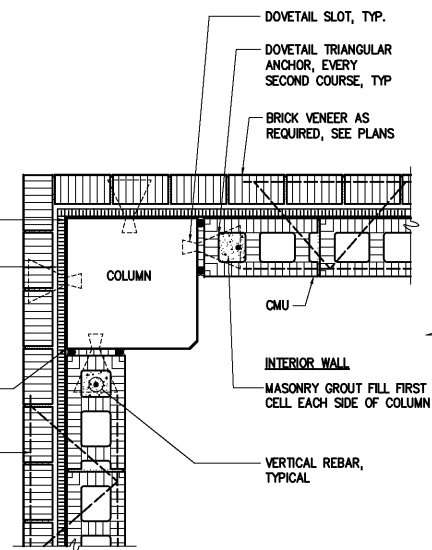 DOVETAIL SLOT, TYP.
DOVETAIL TRIANGULAR
ANCHOR, EVERY
SECOND COURSE, TYP
BRICK VENEER AS
REQUIRED, SEE PLANS
COLUMN
CMU
INTERIOR WALL
MASONRY GROUT FILL FIRST
CELL EACH SIDE OF COLUMN
VERTICAL REBAR,
TYPICAL